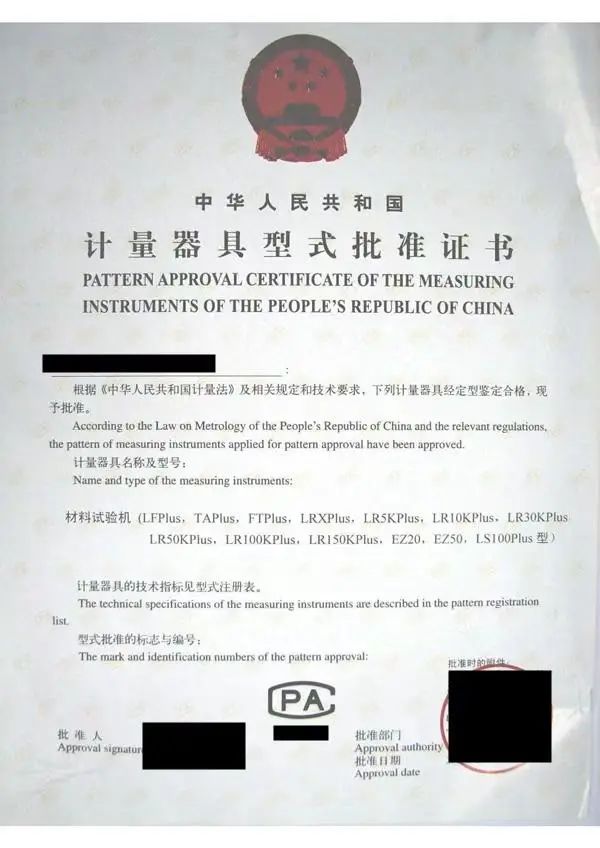 中华人民共和国
计量器具型式批准证书
PATTERN APPROVAL CERTIFICATE OF THE MEASURING
INSTRUMENTS OF THE PEOPLE'S REPUBLIC OF CHINA
:
根据《中华人民共和国计量法》及相关规定和技术要求，下列计量器具经定型鉴定合格，现
予批准。
According to the Law on Metrology of the People's Republic of China and the relevant regulations,
the pattern of measuring instruments applied for pattern approval have been approved.
计量器具名称及型号：
Name and type of the measuring instruments:
材料试验机 (LFPlus, TAPlus, FTPlus, LRXPlus, LR5KPlus, LR10KPlus, LR30KPlus
LR50KPlus, LR100KPlus, LR150KPlus, EZ20, EZ50, LS100Plus 型）
计量器具的技术指标见型式注册表。
The technical specifications of the measuring instruments are described in the pattern registration
list.
型式批准的标志与编号：
The mark and identification numbers of the pattern approval:
批准时的附件:
CPA
批 准 人
Approval signature
批准部门
Approval authority
批准日期
Approval date